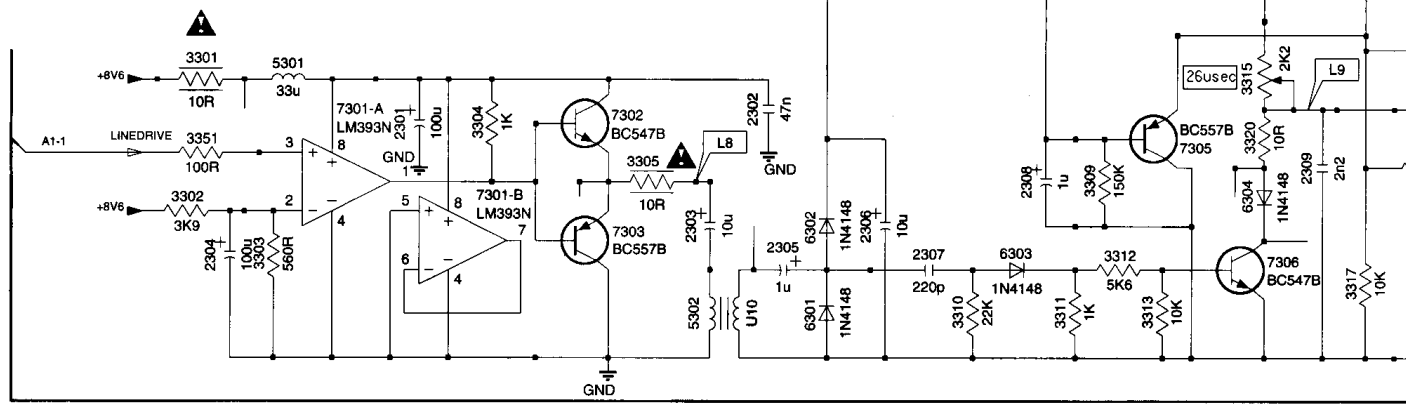 3301
+8V6
10R
5301
33u
A1-1
LINEDRIVE
3351
100R
3
+8V6
3302
3K9
2
2304
100u
3303
560R
7301-A
LM393N
8
+
+
-
-
4
1
2301
+
100u
GND
3304
1K
7301-B
LM393N
5
6
8
+
+
-
-
4
7
7302
BC547B
7303
BC557B
3305
10R
L8
2302
47n
GND
2303
+
10u
5302
U10
GND
2305
+
1u
6302
1N4148
6301
1N4148
2306
+
10u
2307
220p
3310
22K
6303
1N4148
3311
1K
3312
5K6
3313
10K
2308
+
1u
3309
150K
BC557B
7305
26usec
3315
2K2
L9
3320
10R
6304
1N4148
2309
2n2
7306
BC547B
3317
10K